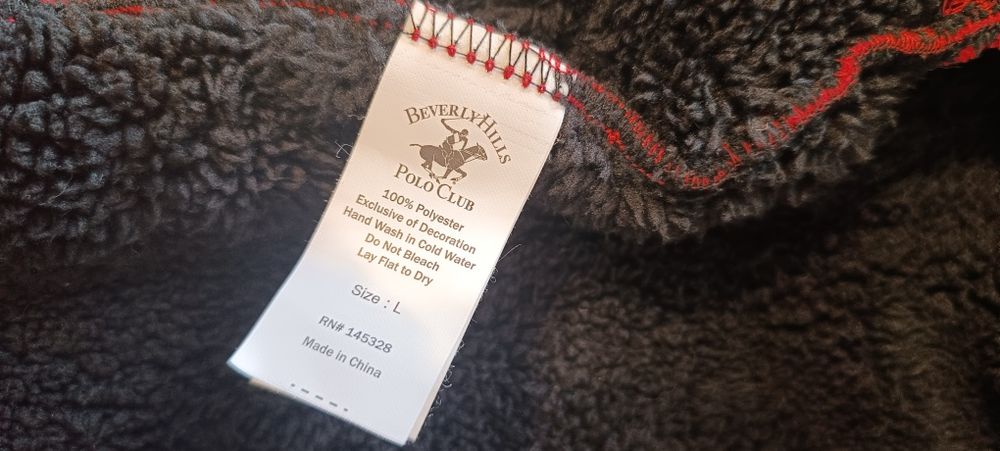 BEVERLY HILLS
POLO CLUB
100% Polyester
Exclusive of Decoration
Hand Wash in Cold Water
Do Not Bleach
Lay Flat to Dry
Size : L
RN# 145328
Made in China